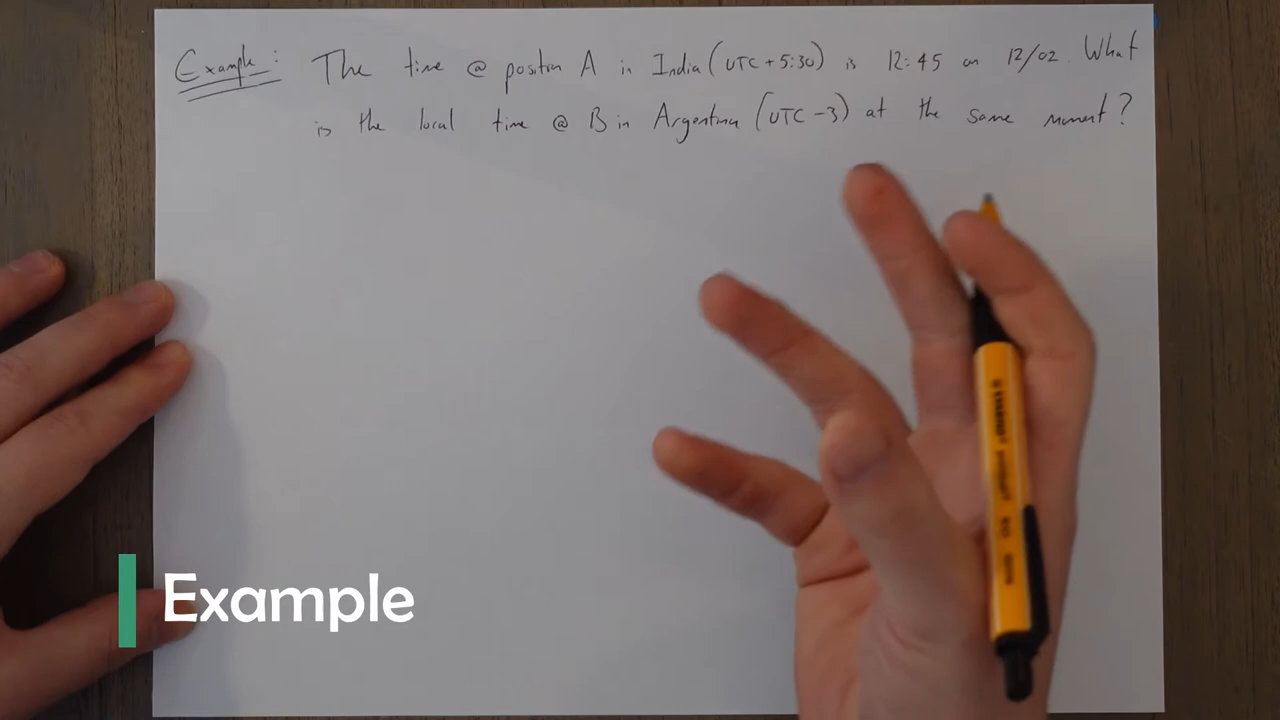 Example: The time @ position A in India (UTC +5:30) is 12:45 on 12/02. What
is the local time @ B in Argentina (UTC -3) at the same moment?
Example